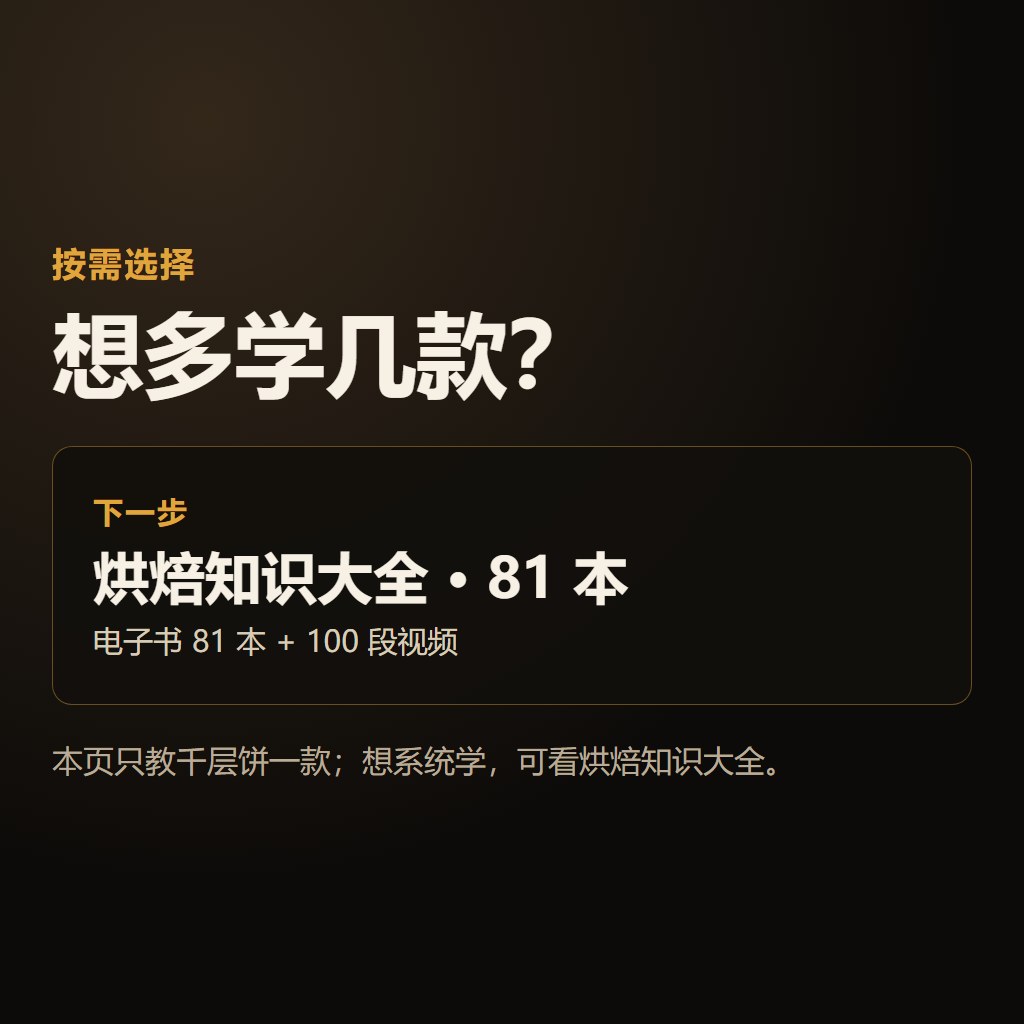 按需选择
想多学几款？
下一步
烘焙知识大全 · 81 本
电子书 81 本 + 100 段视频
本页只教千层饼一款；想系统学，可看烘焙知识大全。